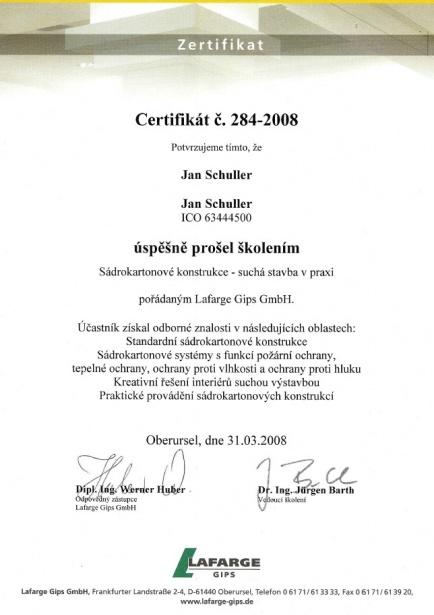 Zertifikat
Certifikát č. 284-2008
Potvrzujeme tímto, že
Jan Schuller
Jan Schuller
ICO 63444500
úspěšně prošel školením
Sádrokartonové konstrukce - suchá stavba v praxi
pořádaným Lafarge Gips GmbH.
Účastník získal odborné znalosti v následujících oblastech:
Standardní sádrokartonové konstrukce
Sádrokartonové systémy s funkcí požární ochrany,
tepelné ochrany, ochrany proti vlhkosti a ochrany proti hluku
Kreativní řešení interiérů suchou výstavbou
Praktické provádění sádrokartonových konstrukcí
Oberursel, dne 31.03.2008
Dipl. Ing. Werner Huber
Odpovědný zástupce
Lafarge Gips GmbH
Dr. Ing. Jürgen Barth
Vedoucí školení
LAFARGE
GIPS
Lafarge Gips GmbH, Frankfurter Landstraße 2-4, D-61440 Oberursel, Telefon 0 61 71/ 61 33 33, Fax 0 61 71/ 61 39 20,
www.lafarge-gips.de